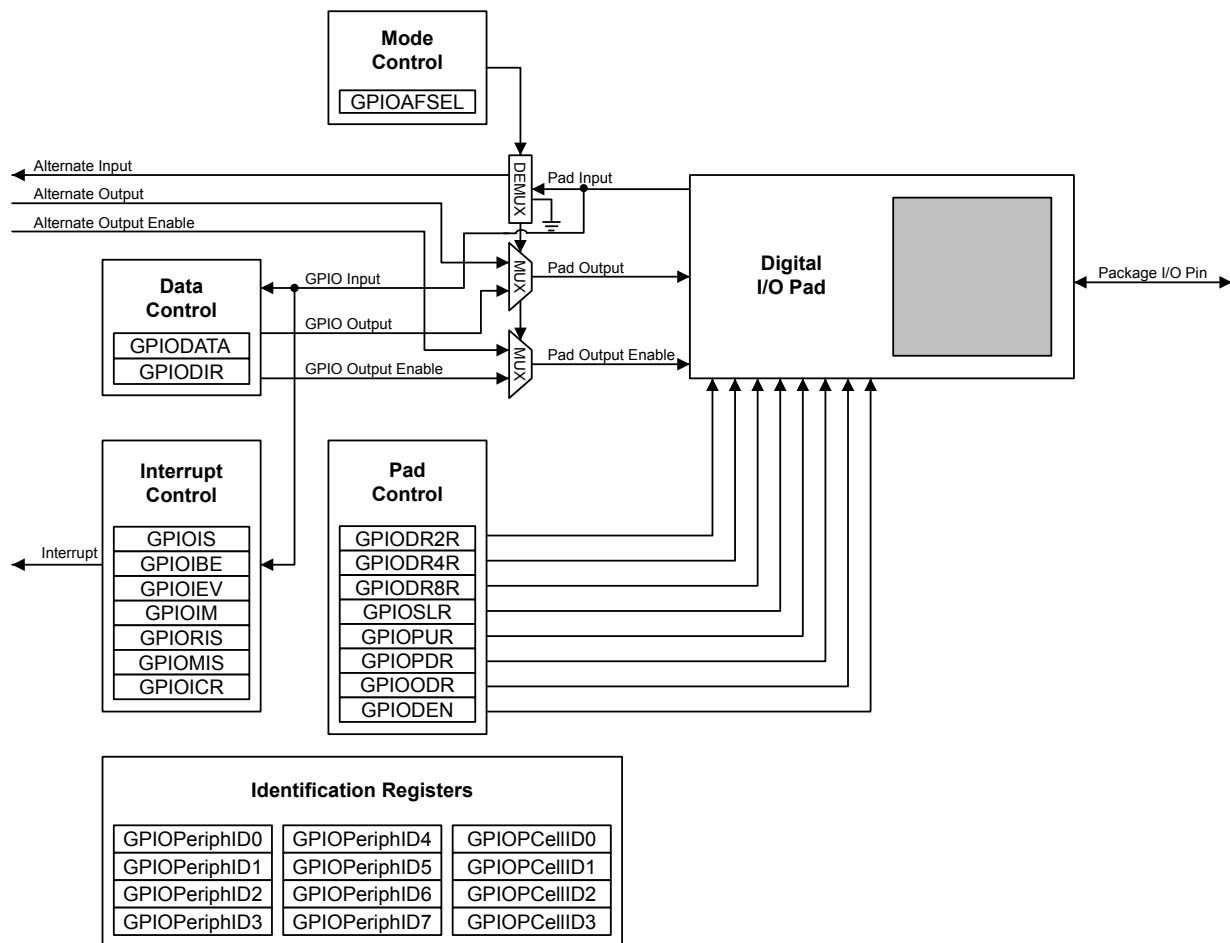 Mode
Control
GPIOAFSEL
Alternate Input
Alternate Output
Alternate Output Enable
DEMUX
Pad Input
MUX
Pad Output
MUX
Pad Output Enable
Digital
I/O Pad
Package I/O Pin
Data
Control
GPIODATA
GPIODIR
GPIO Input
GPIO Output
GPIO Output Enable
Interrupt
Control
GPIOIS
GPIOIBE
GPIOIEV
GPIOIM
GPIORIS
GPIOMIS
GPIOICR
Interrupt
Pad
Control
GPIODR2R
GPIODR4R
GPIODR8R
GPIOSLR
GPIOPUR
GPIOPDR
GPIOODR
GPIODEN
Identification Registers
GPIOPeriphID0
GPIOPeriphID1
GPIOPeriphID2
GPIOPeriphID3
GPIOPeriphID4
GPIOPeriphID5
GPIOPeriphID6
GPIOPeriphID7
GPIOPCellID0
GPIOPCellID1
GPIOPCellID2
GPIOPCellID3